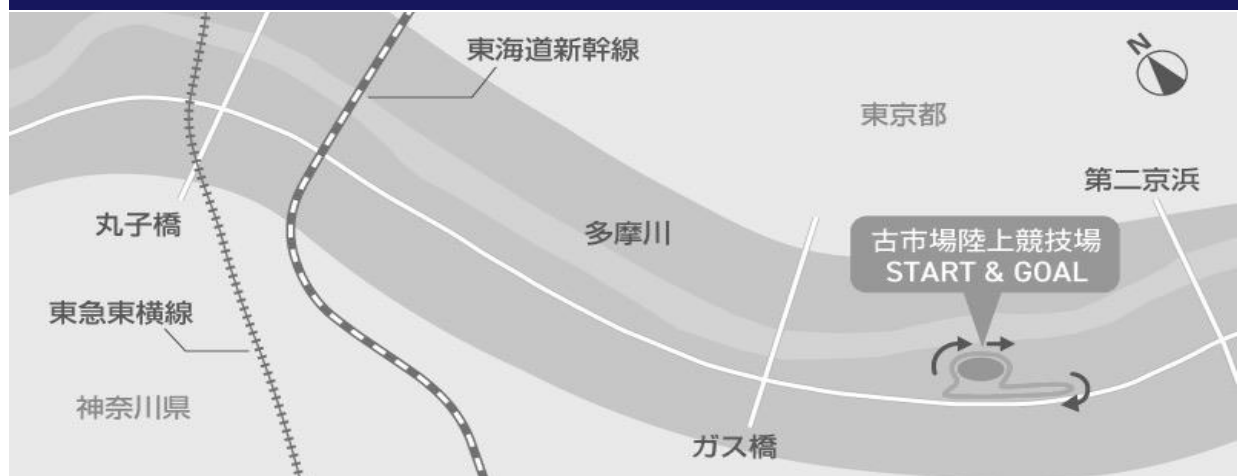 東海道新幹線
N
東京都
第二京浜
丸子橋
多摩川
古市場陸上競技場
START & GOAL
東急東横線
神奈川県
ガス橋